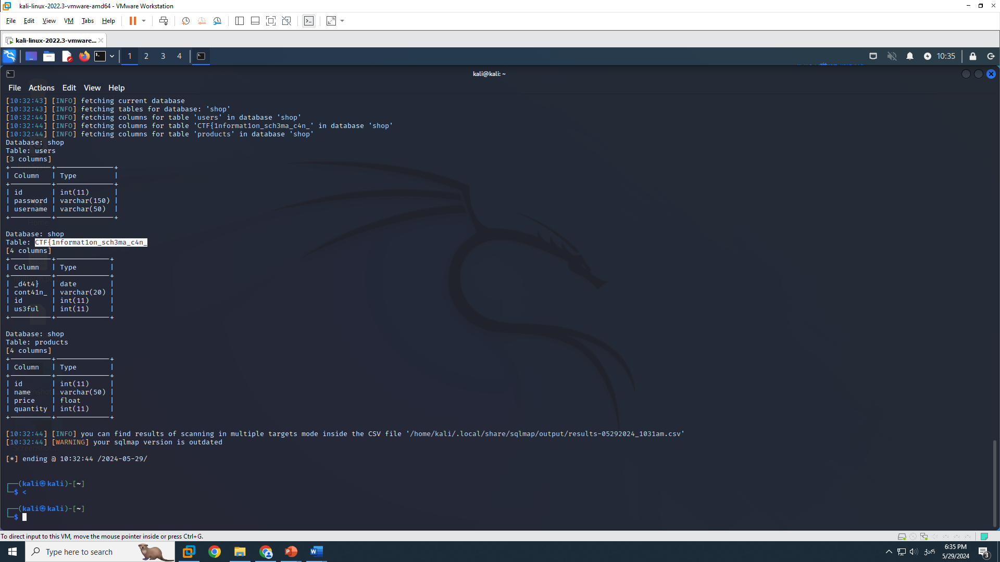 kali-linux-2022.3-vmware-amd64 - VMware Workstation
File Edit View VM Tabs Help
kali-linux-2022.3-vmware...
1 2 3 4 10:35
kali@kali: ~
File Actions Edit View Help
[10:32:43] [INFO] fetching current database
[10:32:43] [INFO] fetching tables for database: 'shop'
[10:32:44] [INFO] fetching columns for table 'users' in database 'shop'
[10:32:44] [INFO] fetching columns for table 'CTF{1nformat1on_sch3ma_c4n_' in database 'shop'
[10:32:44] [INFO] fetching columns for table 'products' in database 'shop'
Database: shop
Table: users
[3 columns]
| Column | Type |
| id | int(11) |
| password | varchar(150) |
| username | varchar(50) |
Database: shop
Table: CTF{1nformat1on_sch3ma_c4n_
[4 columns]
| Column | Type |
| _d4t4} | date |
| cont41n_ | varchar(20) |
| id | int(11) |
| us3ful | int(11) |
Database: shop
Table: products
[4 columns]
| Column | Type |
| id | int(11) |
| name | varchar(50) |
| price | float |
| quantity | int(11) |
[10:32:44] [INFO] you can find results of scanning in multiple targets mode inside the CSV file '/home/kali/.local/share/sqlmap/output/results-05292024_1031am.csv'
[10:32:44] [WARNING] your sqlmap version is outdated
[*] ending @ 10:32:44 /2024-05-29/
(kali㉿kali)-[~]
$ <
(kali㉿kali)-[~]
$
To direct input to this VM, move the mouse pointer inside or press Ctrl+G.
Type here to search
ქარ
6:35 PM
5/29/2024
3